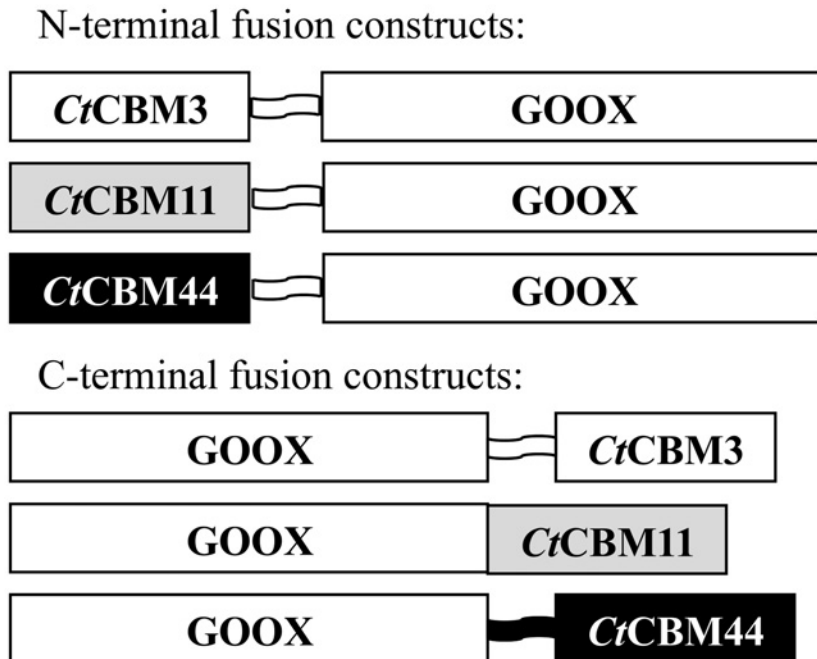 N-terminal fusion constructs:
CtCBM3 GOOX
CtCBM11 GOOX
CtCBM44 GOOX
C-terminal fusion constructs:
GOOX CtCBM3
GOOX CtCBM11
GOOX CtCBM44